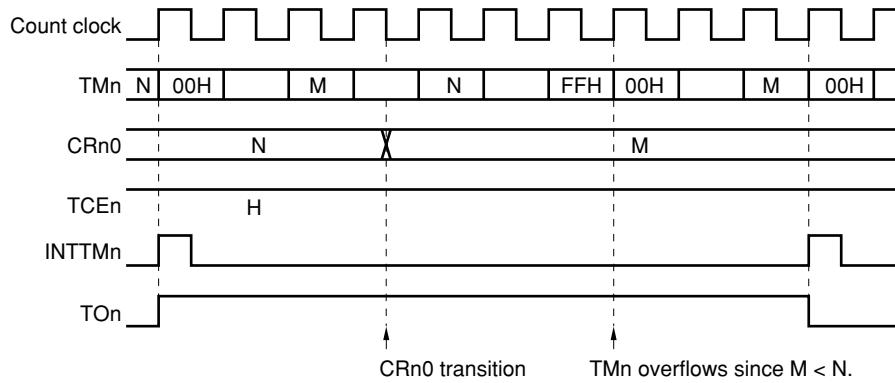 Count clock
TMn N 00H M N FFH 00H M 00H
CRn0 N M
TCEn H
INTTMn
TOn
CRn0 transition TMn overflows since M < N.